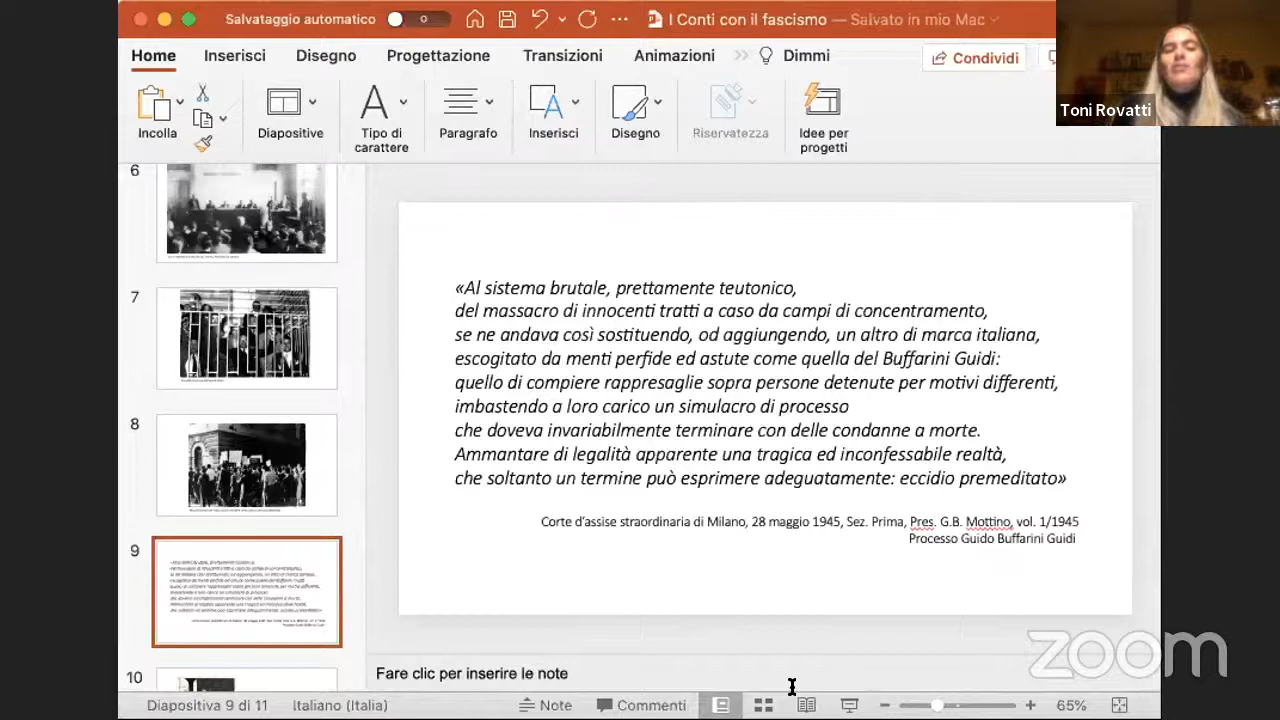 Salvataggio automatico
I Conti con il fascismo — Salvato in mio Mac
Home Inserisci Disegno Progettazione Transizioni Animazioni Dimmi Condividi
Toni Rovatti
Incolla Diapositive Tipo di carattere Paragrafo Inserisci Disegno Riservatezza Idee per progetti
6
7
8
9
10
«Al sistema brutale, prettamente teutonico,
del massacro di innocenti tratti a caso da campi di concentramento,
se ne andava così sostituendo, od aggiungendo, un altro di marca italiana,
escogitato da menti perfide ed astute come quella del Buffarini Guidi:
quello di compiere rappresaglie sopra persone detenute per motivi differenti,
imbastendo a loro carico un simulacro di processo
che doveva invariabilmente terminare con delle condanne a morte.
Ammantare di legalità apparente una tragica ed inconfessabile realtà,
che soltanto un termine può esprimere adeguatamente: eccidio premeditato»
Corte d'assise straordinaria di Milano, 28 maggio 1945, Sez. Prima, Pres. G.B. Mottino, vol. 1/1945
Processo Guido Buffarini Guidi
zoom
Fare clic per inserire le note
Diapositiva 9 di 11 Italiano (Italia) Note Commenti 65%